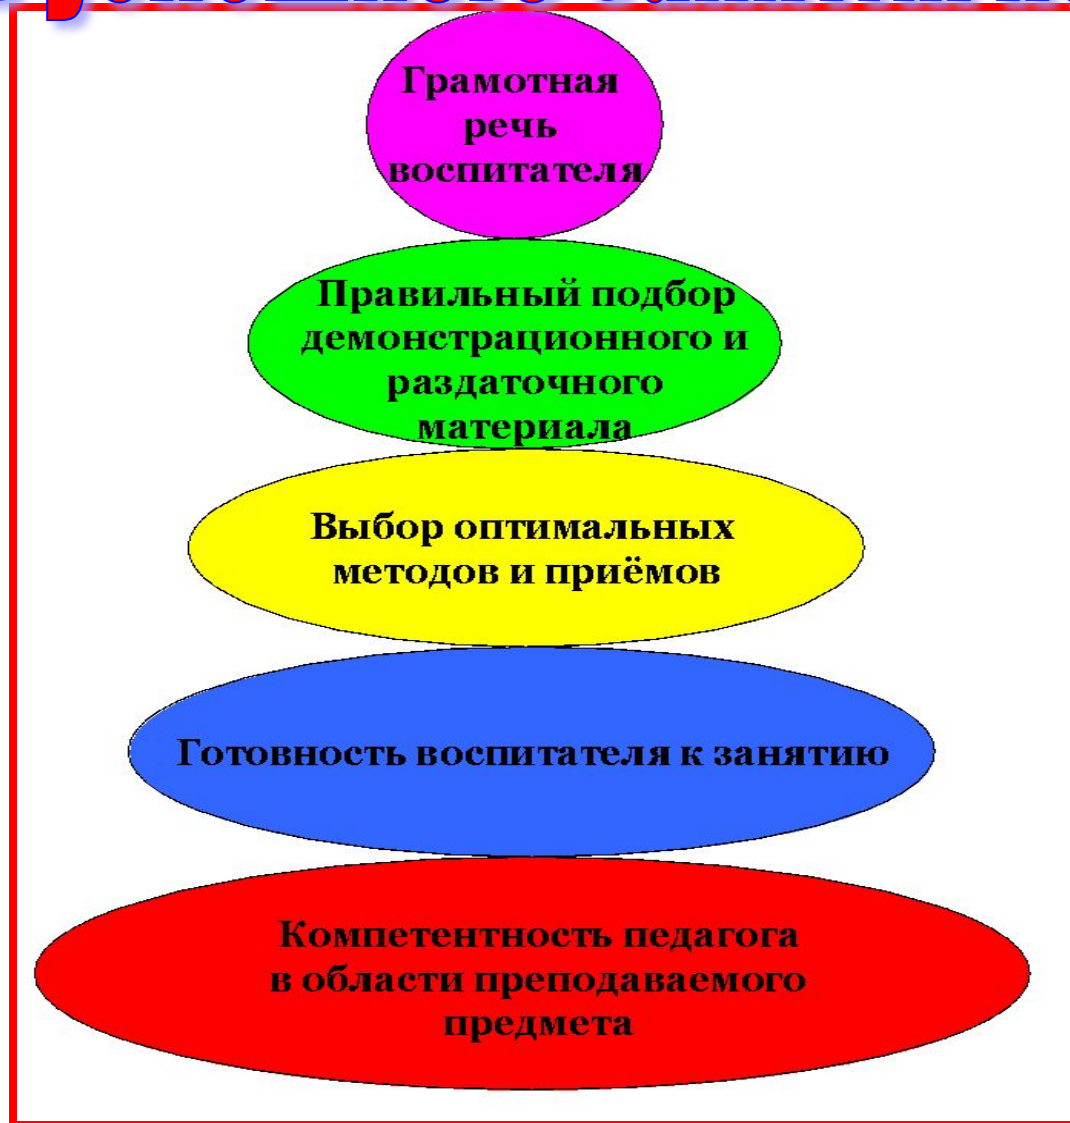 Грамотная
речь
воспитателя
Правильный подбор
демонстрационного и
раздаточного
материала
Выбор оптимальных
методов и приёмов
Готовность воспитателя к занятию
Компетентность педагога
в области преподаваемого
предмета